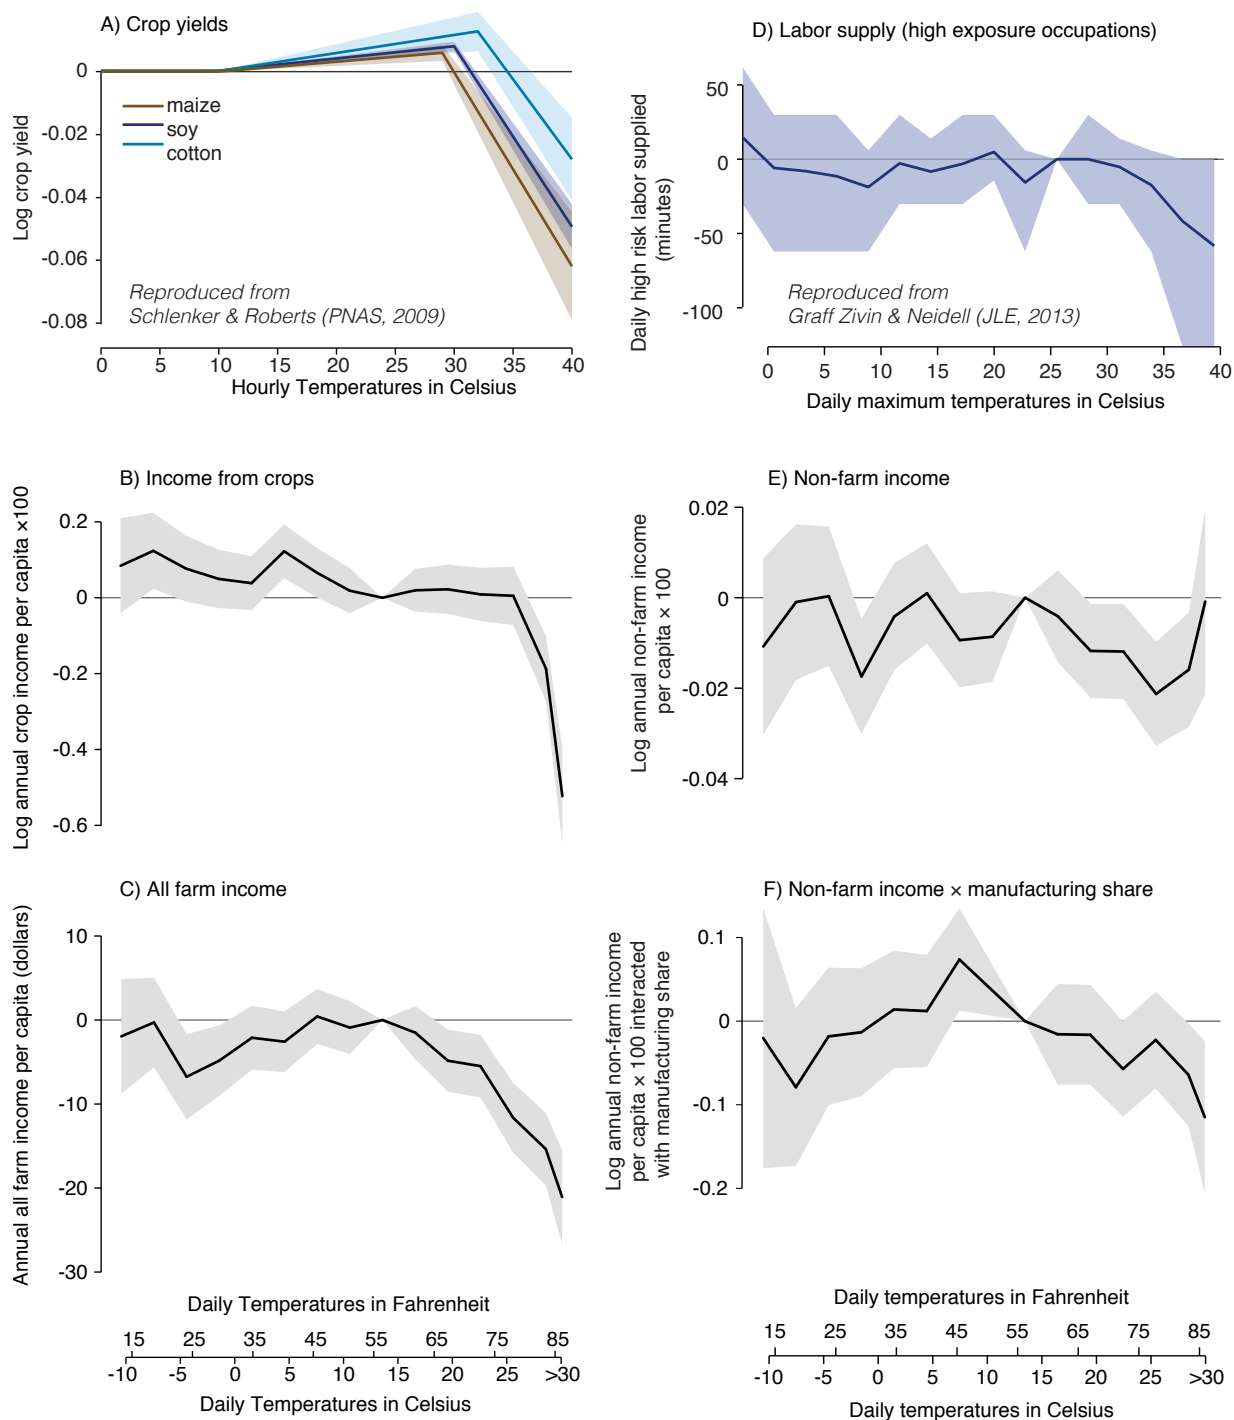 A) Crop yields
Log crop yield
0
-0.02
-0.04
-0.06
-0.08
maize
soy
cotton
Reproduced from
Schlenker & Roberts (PNAS, 2009)
0 5 10 15 20 25 30 35 40
Hourly Temperatures in Celsius
D) Labor supply (high exposure occupations)
Daily high risk labor supplied
(minutes)
50
0
-50
-100
Reproduced from
Graff Zivin & Neidell (JLE, 2013)
0 5 10 15 20 25 30 35 40
Daily maximum temperatures in Celsius
B) Income from crops
Log annual crop income per capita ×100
0.2
0
-0.2
-0.4
-0.6
E) Non-farm income
Log annual non-farm income
per capita × 100
0.02
0
-0.02
-0.04
C) All farm income
Annual all farm income per capita (dollars)
10
0
-10
-20
-30
Daily Temperatures in Fahrenheit
15 25 35 45 55 65 75 85
-10 -5 0 5 10 15 20 25 >30
Daily Temperatures in Celsius
F) Non-farm income × manufacturing share
Log annual non-farm income
per capita × 100 interacted
with manufacturing share
0.1
0
-0.1
-0.2
Daily temperatures in Fahrenheit
15 25 35 45 55 65 75 85
-10 -5 0 5 10 15 20 25 >30
Daily temperatures in Celsius